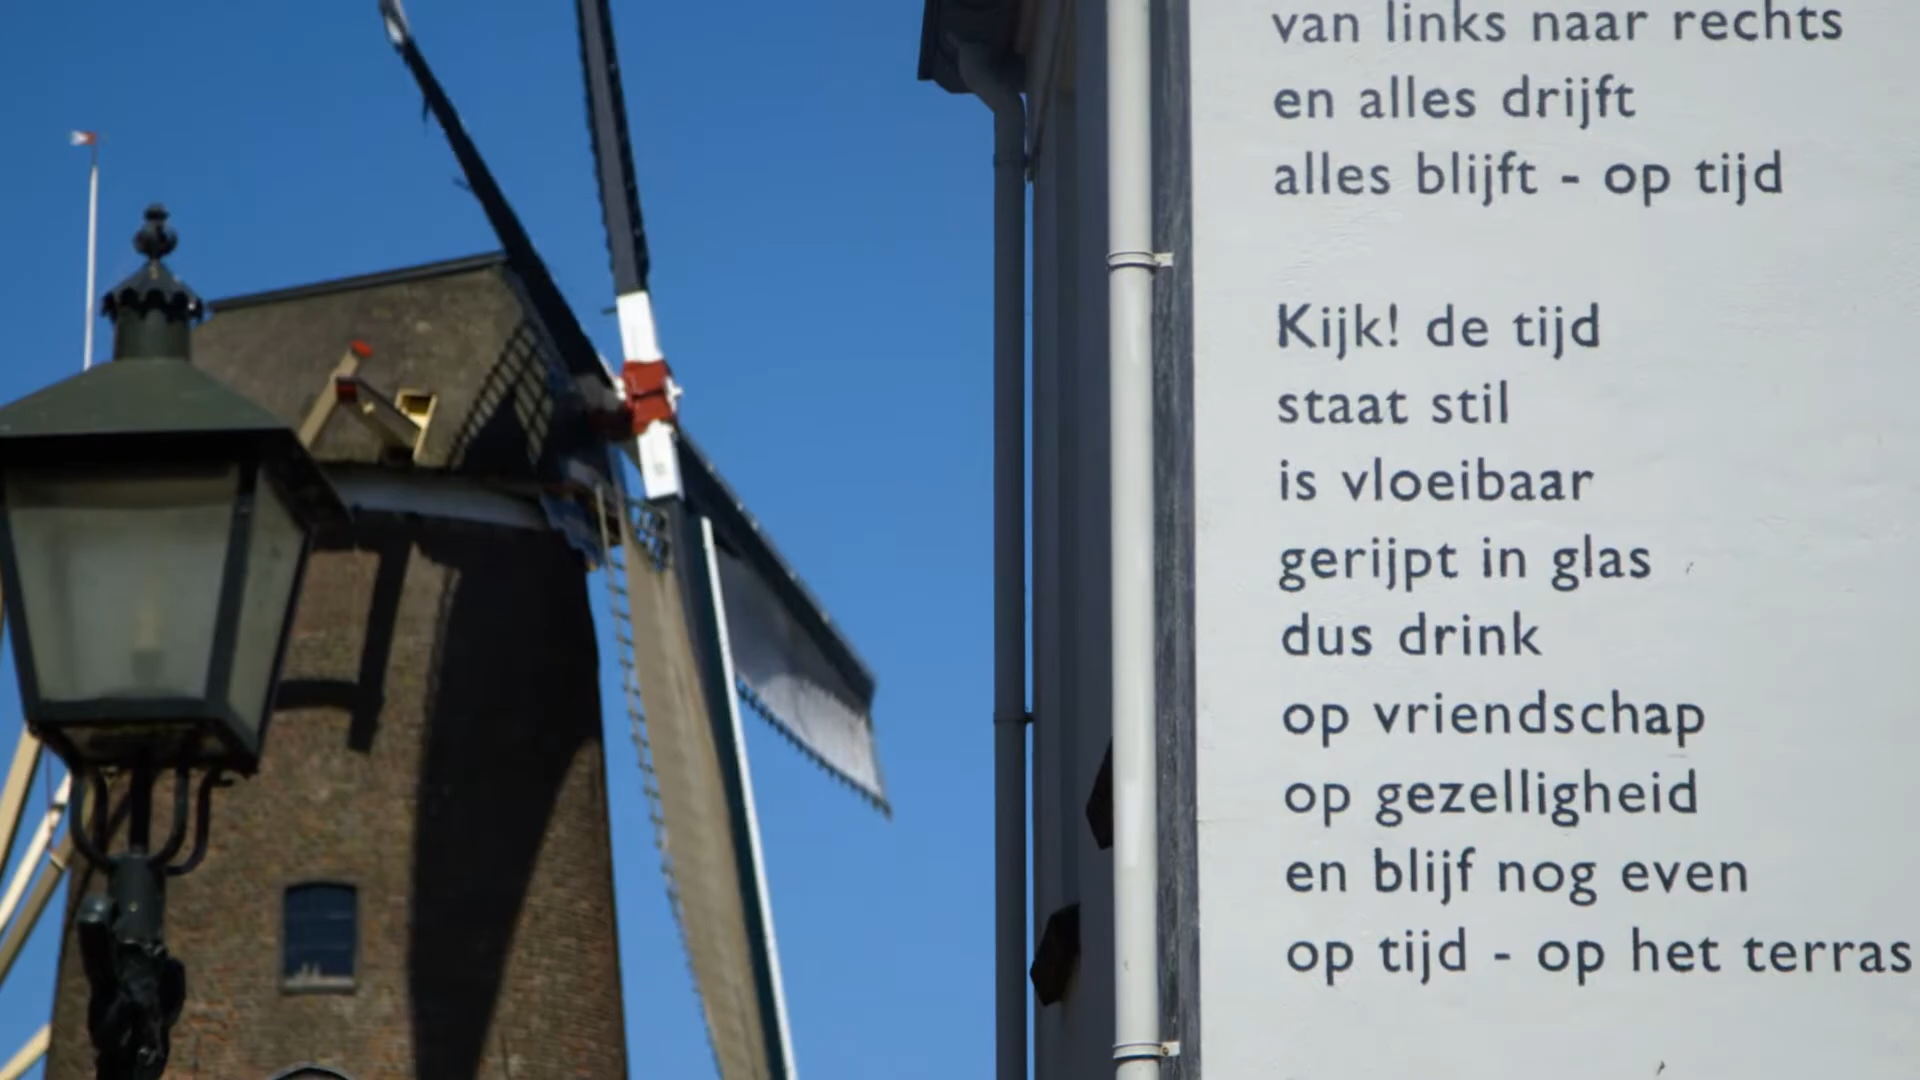 van links naar rechts
en alles drijft
alles blijft - op tijd
Kijk! de tijd
staat stil
is vloeibaar
gerijpt in glas
dus drink
op vriendschap
op gezelligheid
en blijf nog even
op tijd - op het terras